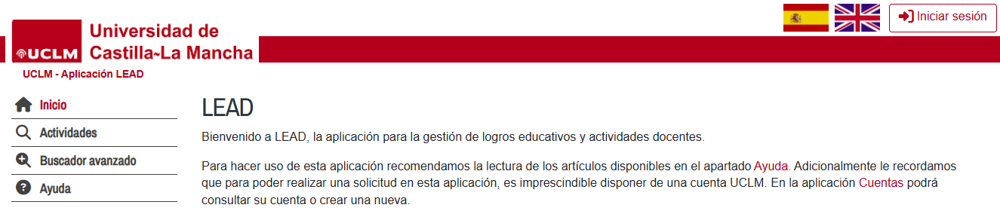 Iniciar sesión
UCLM
Universidad de
Castilla~La Mancha
UCLM - Aplicación LEAD
Inicio
Actividades
Buscador avanzado
Ayuda
LEAD
Bienvenido a LEAD, la aplicación para la gestión de logros educativos y actividades docentes.
Para hacer uso de esta aplicación recomendamos la lectura de los artículos disponibles en el apartado Ayuda. Adicionalmente le recordamos
que para poder realizar una solicitud en esta aplicación, es imprescindible disponer de una cuenta UCLM. En la aplicación Cuentas podrá
consultar su cuenta o crear una nueva.